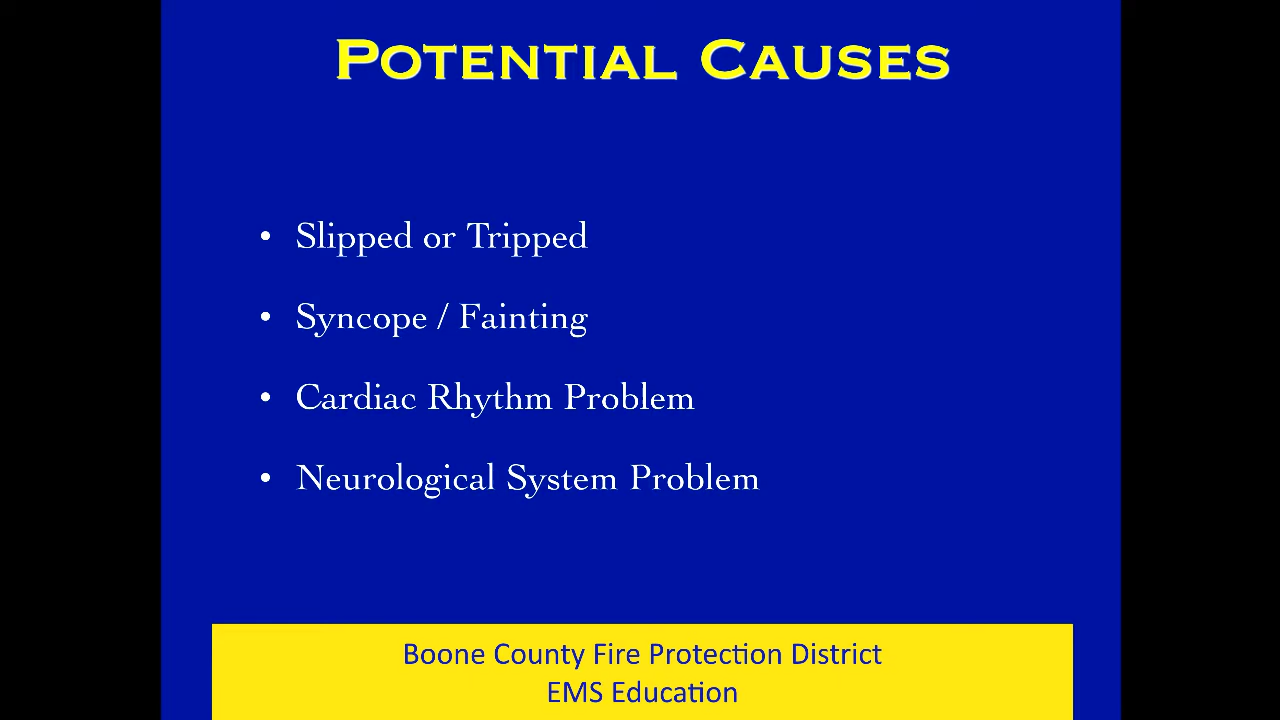 POTENTIAL CAUSES
• Slipped or Tripped
• Syncope / Fainting
• Cardiac Rhythm Problem
• Neurological System Problem
Boone County Fire Protection District
EMS Education